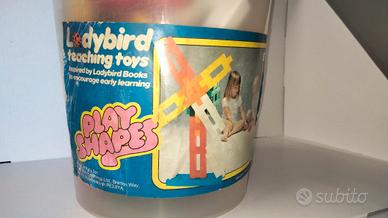 Ladybird
teaching toys
inspired by Ladybird Books
to encourage early learning
PLAY
SHAPES
subito